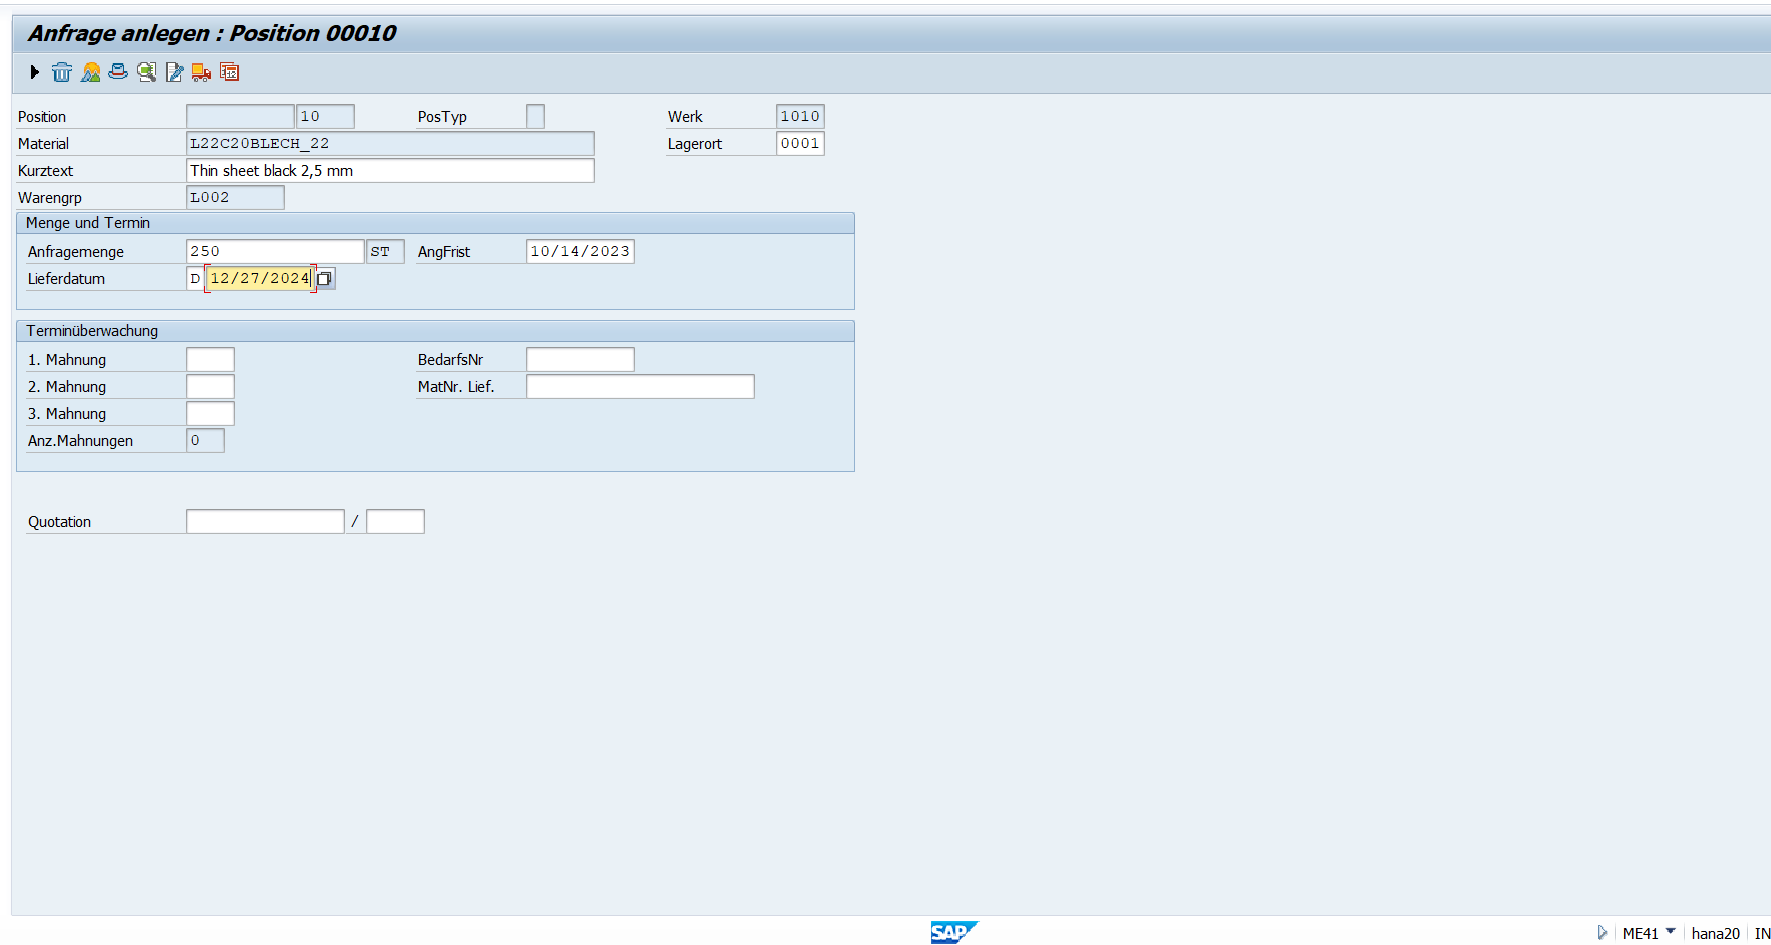 Anfrage anlegen : Position 00010
Position 10 PosTyp Werk 1010
Material L22C20BLECH_22 Lagerort 0001
Kurztext Thin sheet black 2,5 mm
Warengrp L002
Menge und Termin
Anfragemenge 250 ST AngFrist 10/14/2023
Lieferdatum D 12/27/2024
Terminüberwachung
1. Mahnung BedarfsNr
2. Mahnung MatNr. Lief.
3. Mahnung
Anz.Mahnungen 0
Quotation /
SAP ME41 hana20 IN